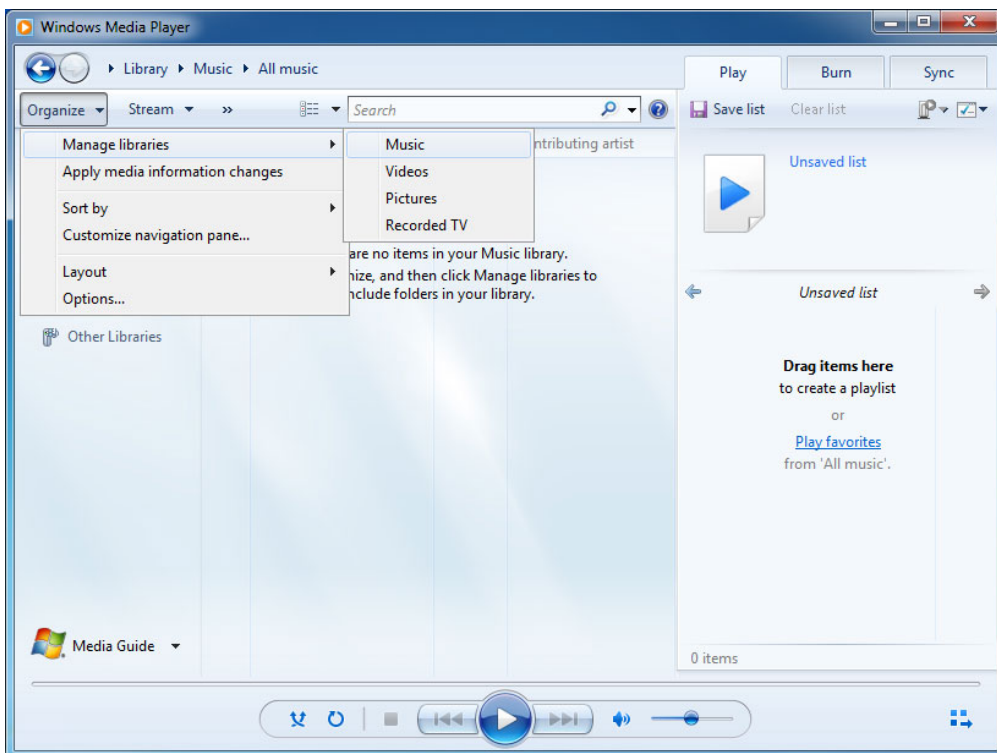 Windows Media Player
Library Music All music
Play Burn Sync
Organize Stream » Search
Save list Clear list
Manage libraries
Apply media information changes
Sort by
Customize navigation pane...
Layout
Options...
Music
Videos
Pictures
Recorded TV
ntributing artist
are no items in your Music library.
nize, and then click Manage libraries to
nclude folders in your library.
Other Libraries
Unsaved list
Unsaved list
Drag items here
to create a playlist
or
Play favorites
from 'All music'.
Media Guide
0 items